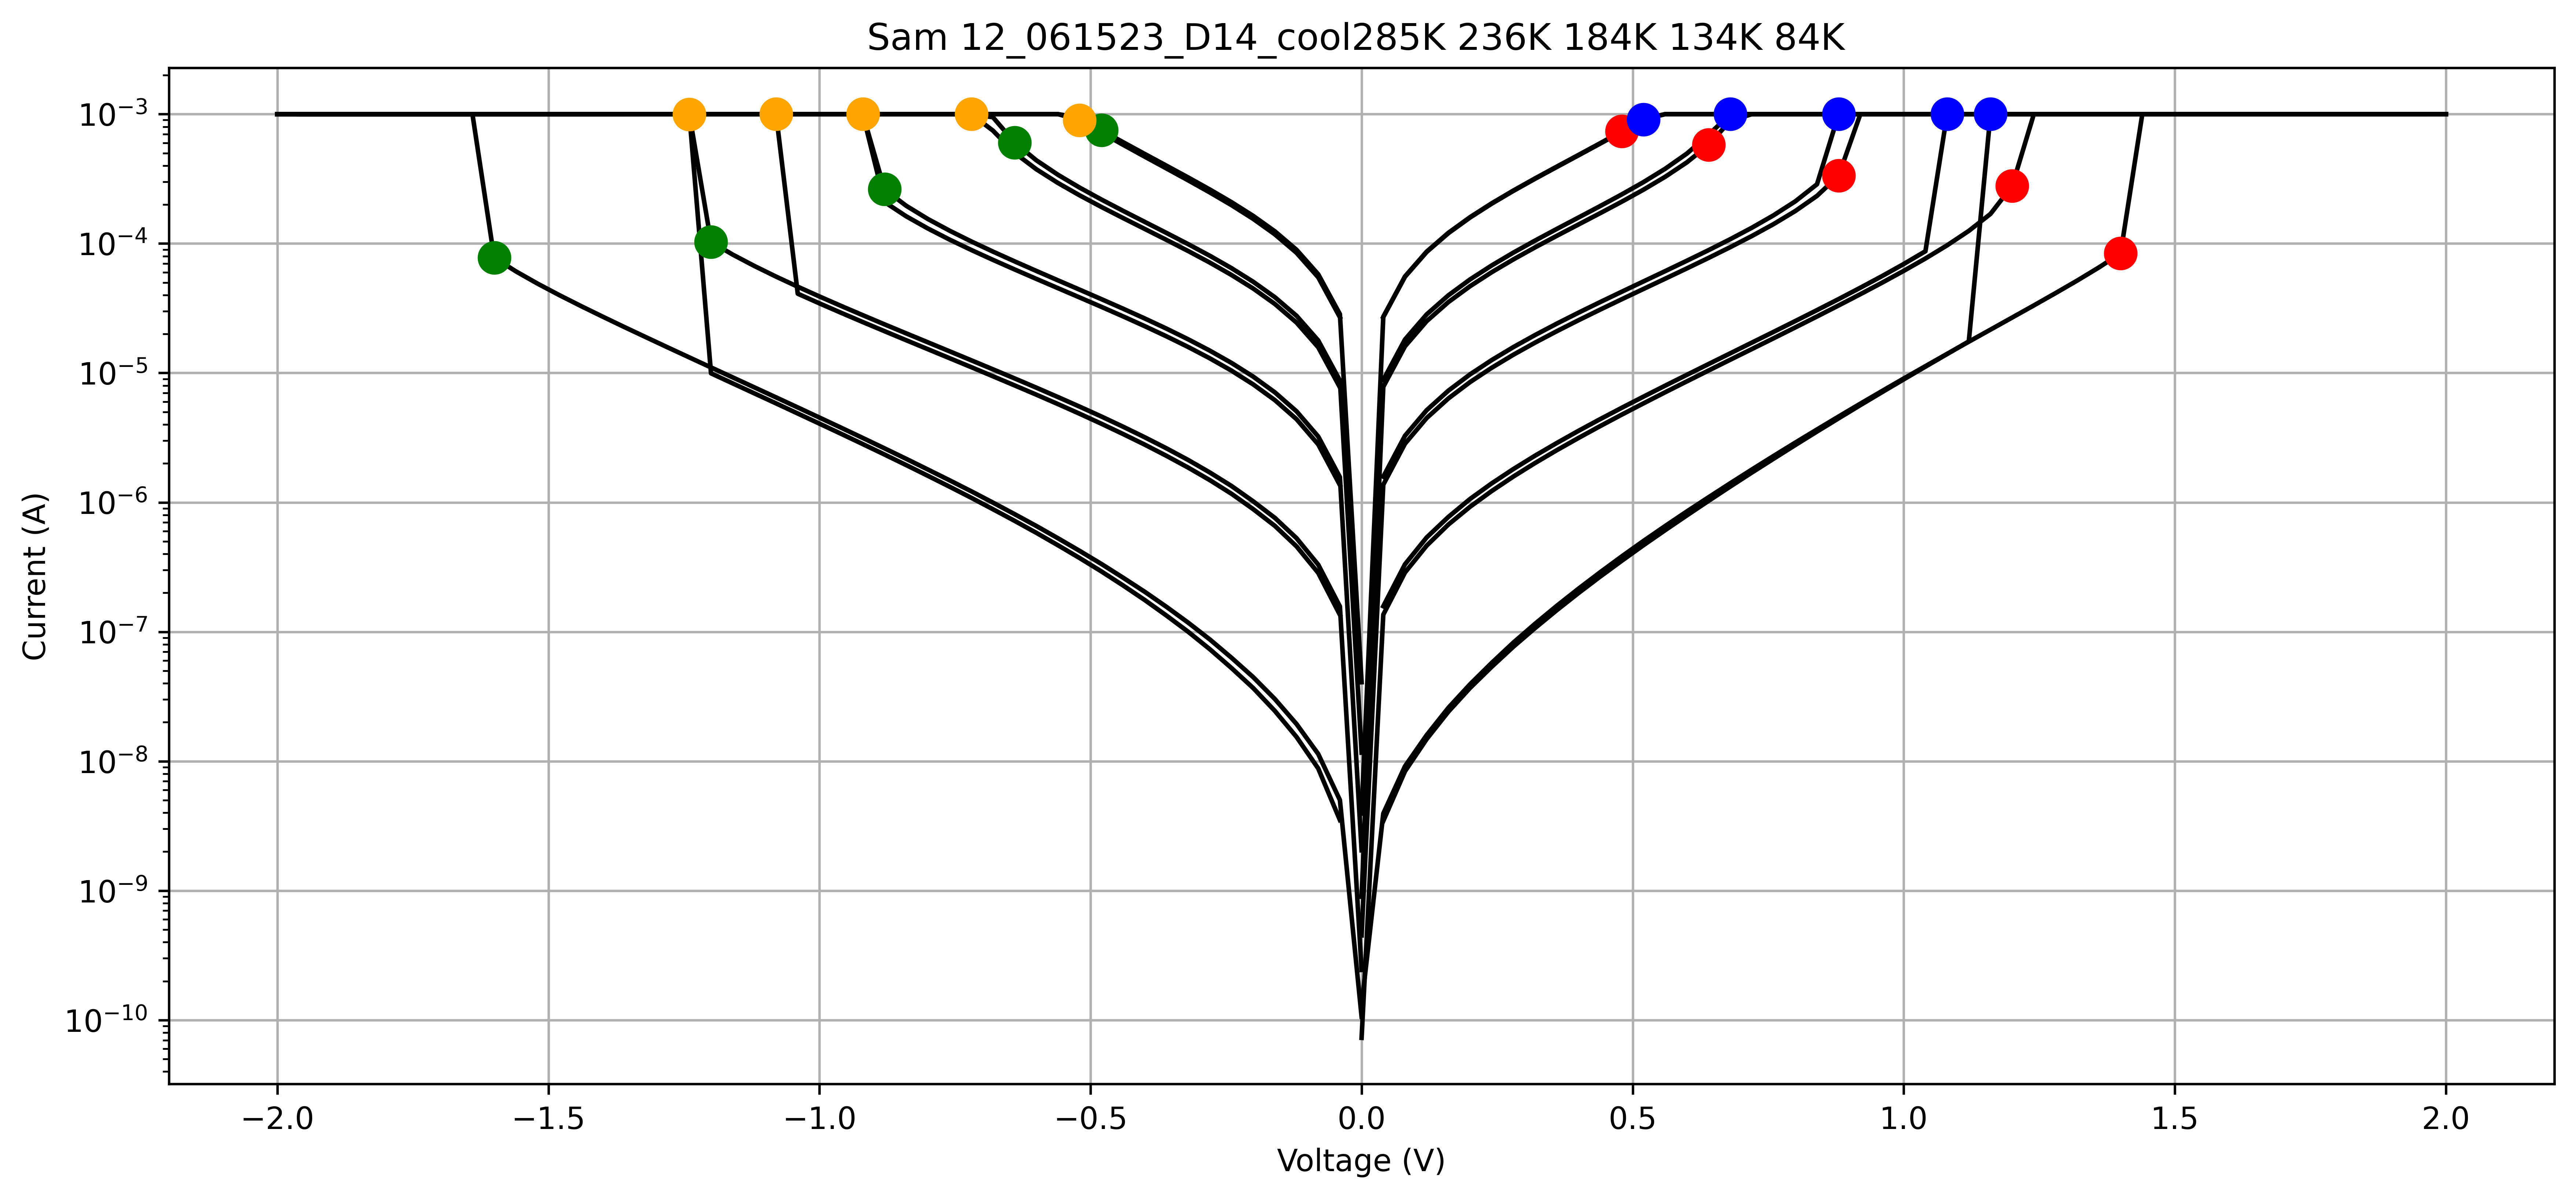 Sam 12_061523_D14_cool285K 236K 184K 134K 84K
Current (A)
10⁻³
10⁻⁴
10⁻⁵
10⁻⁶
10⁻⁷
10⁻⁸
10⁻⁹
10⁻¹⁰
−2.0 −1.5 −1.0 −0.5 0.0 0.5 1.0 1.5 2.0
Voltage (V)